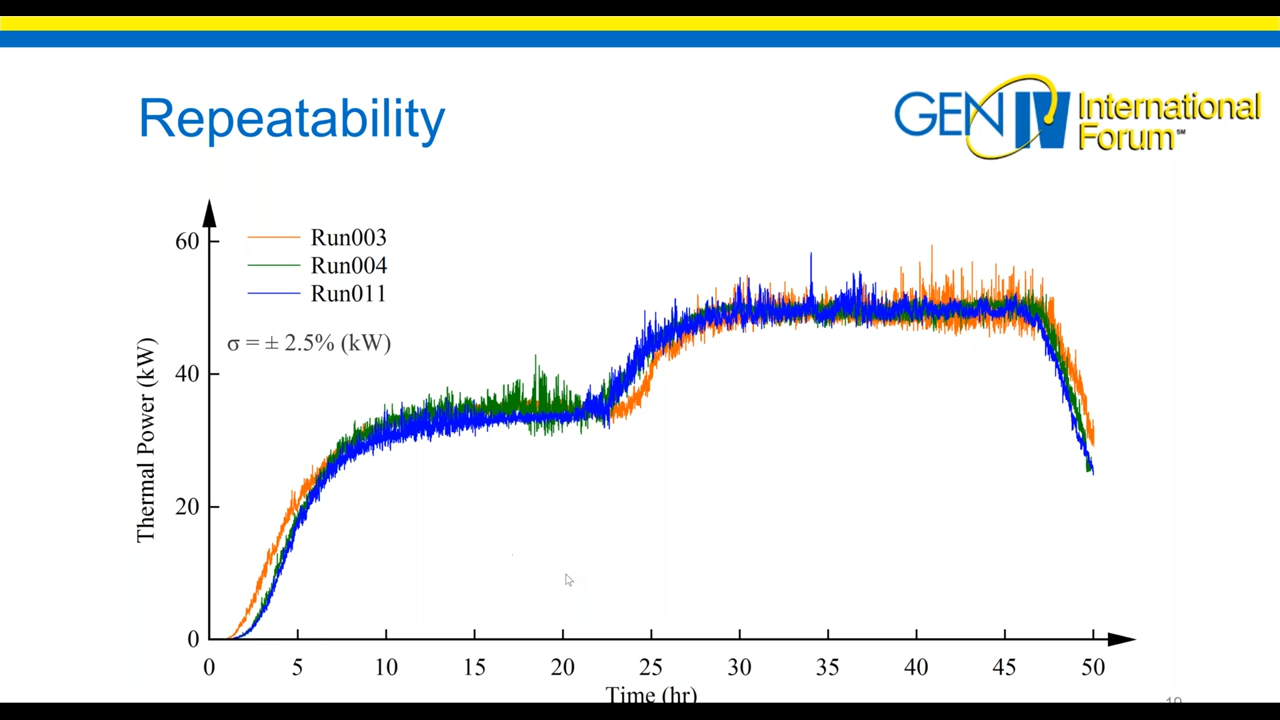 Repeatability
GEN IV International
Forum℠
60
Run003
Run004
Run011
σ = ± 2.5% (kW)
40
Thermal Power (kW)
20
0
0 5 10 15 20 25 30 35 40 45 50
Time (hr)